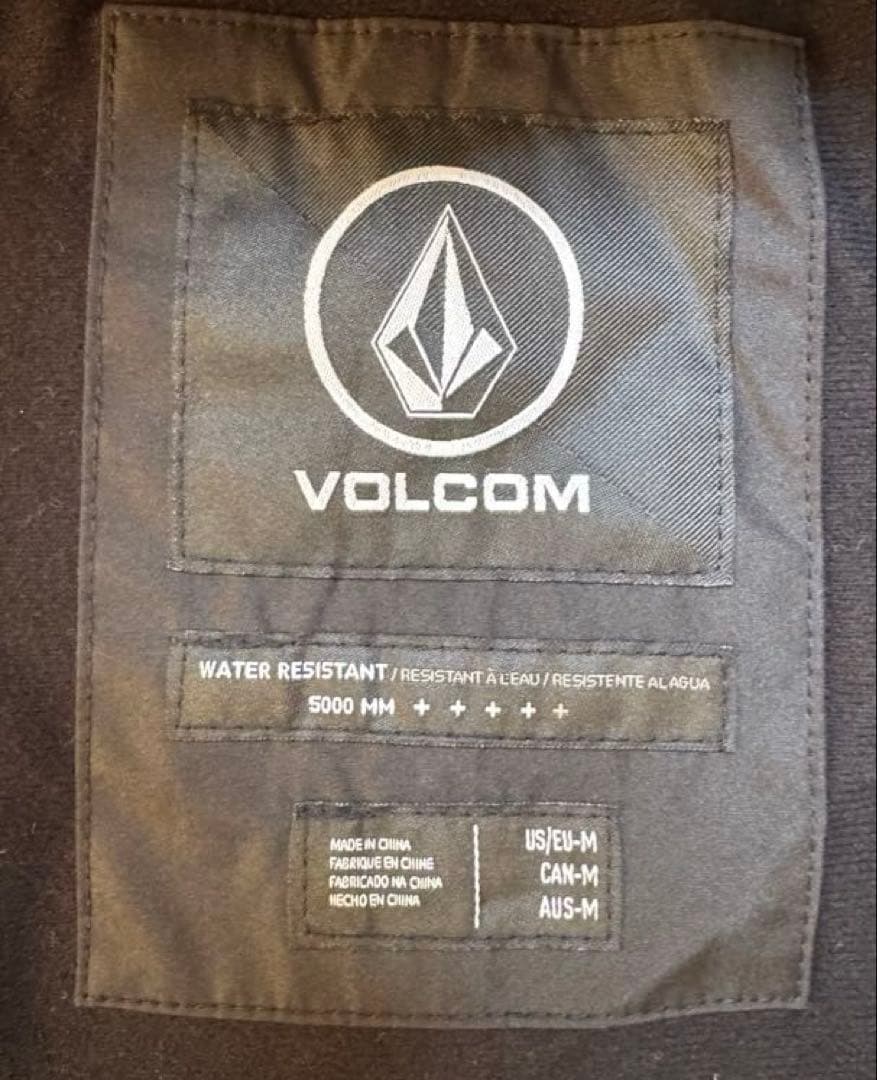 VOLCOM
WATER RESISTANT / RESISTANT À L'EAU / RESISTENTE AL AGUA
5000 MM + + + + +
MADE IN CHINA
FABRIQUE EN CHINE
FABRICADO NA CHINA
HECHO EN CHINA
US/EU-M
CAN-M
AUS-M